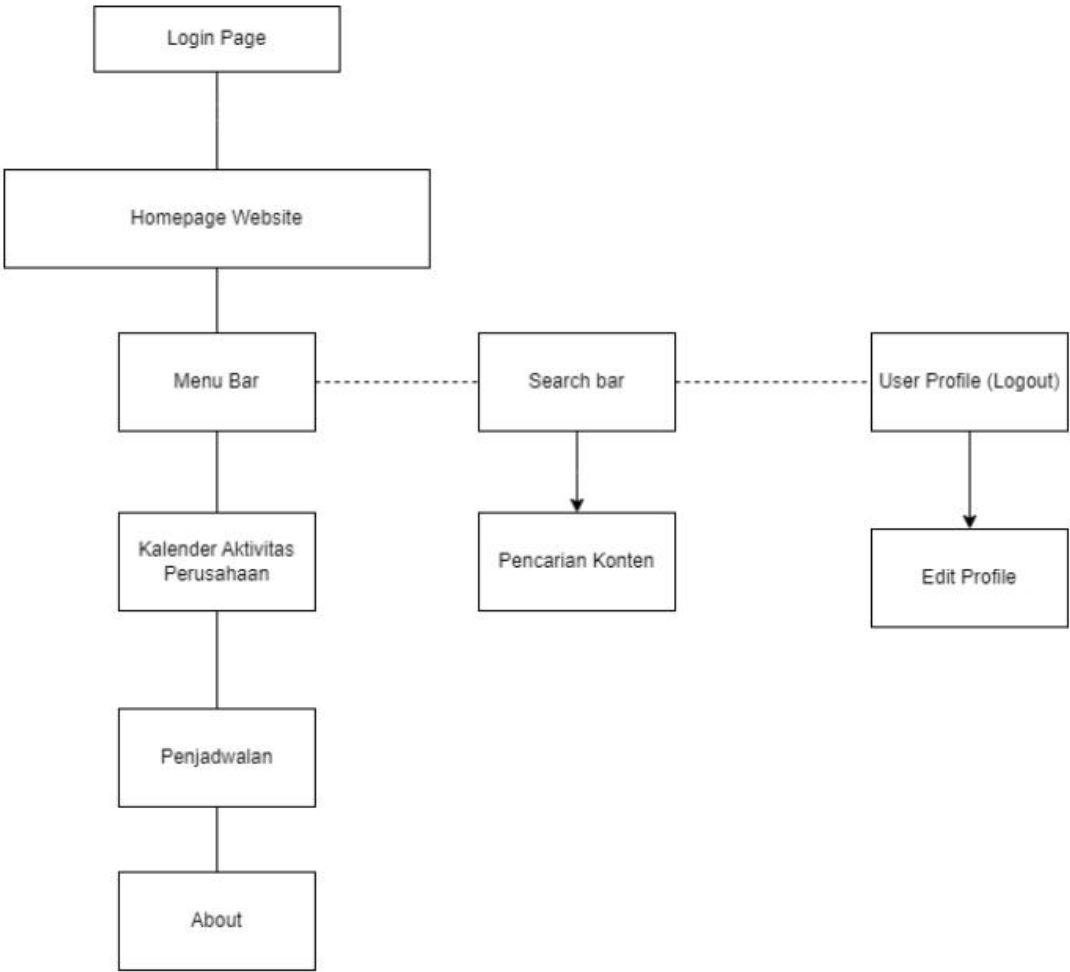 Login Page
Homepage Website
Menu Bar
Search bar
User Profile (Logout)
Kalender Aktivitas
Perusahaan
Pencarian Konten
Edit Profile
Penjadwalan
About